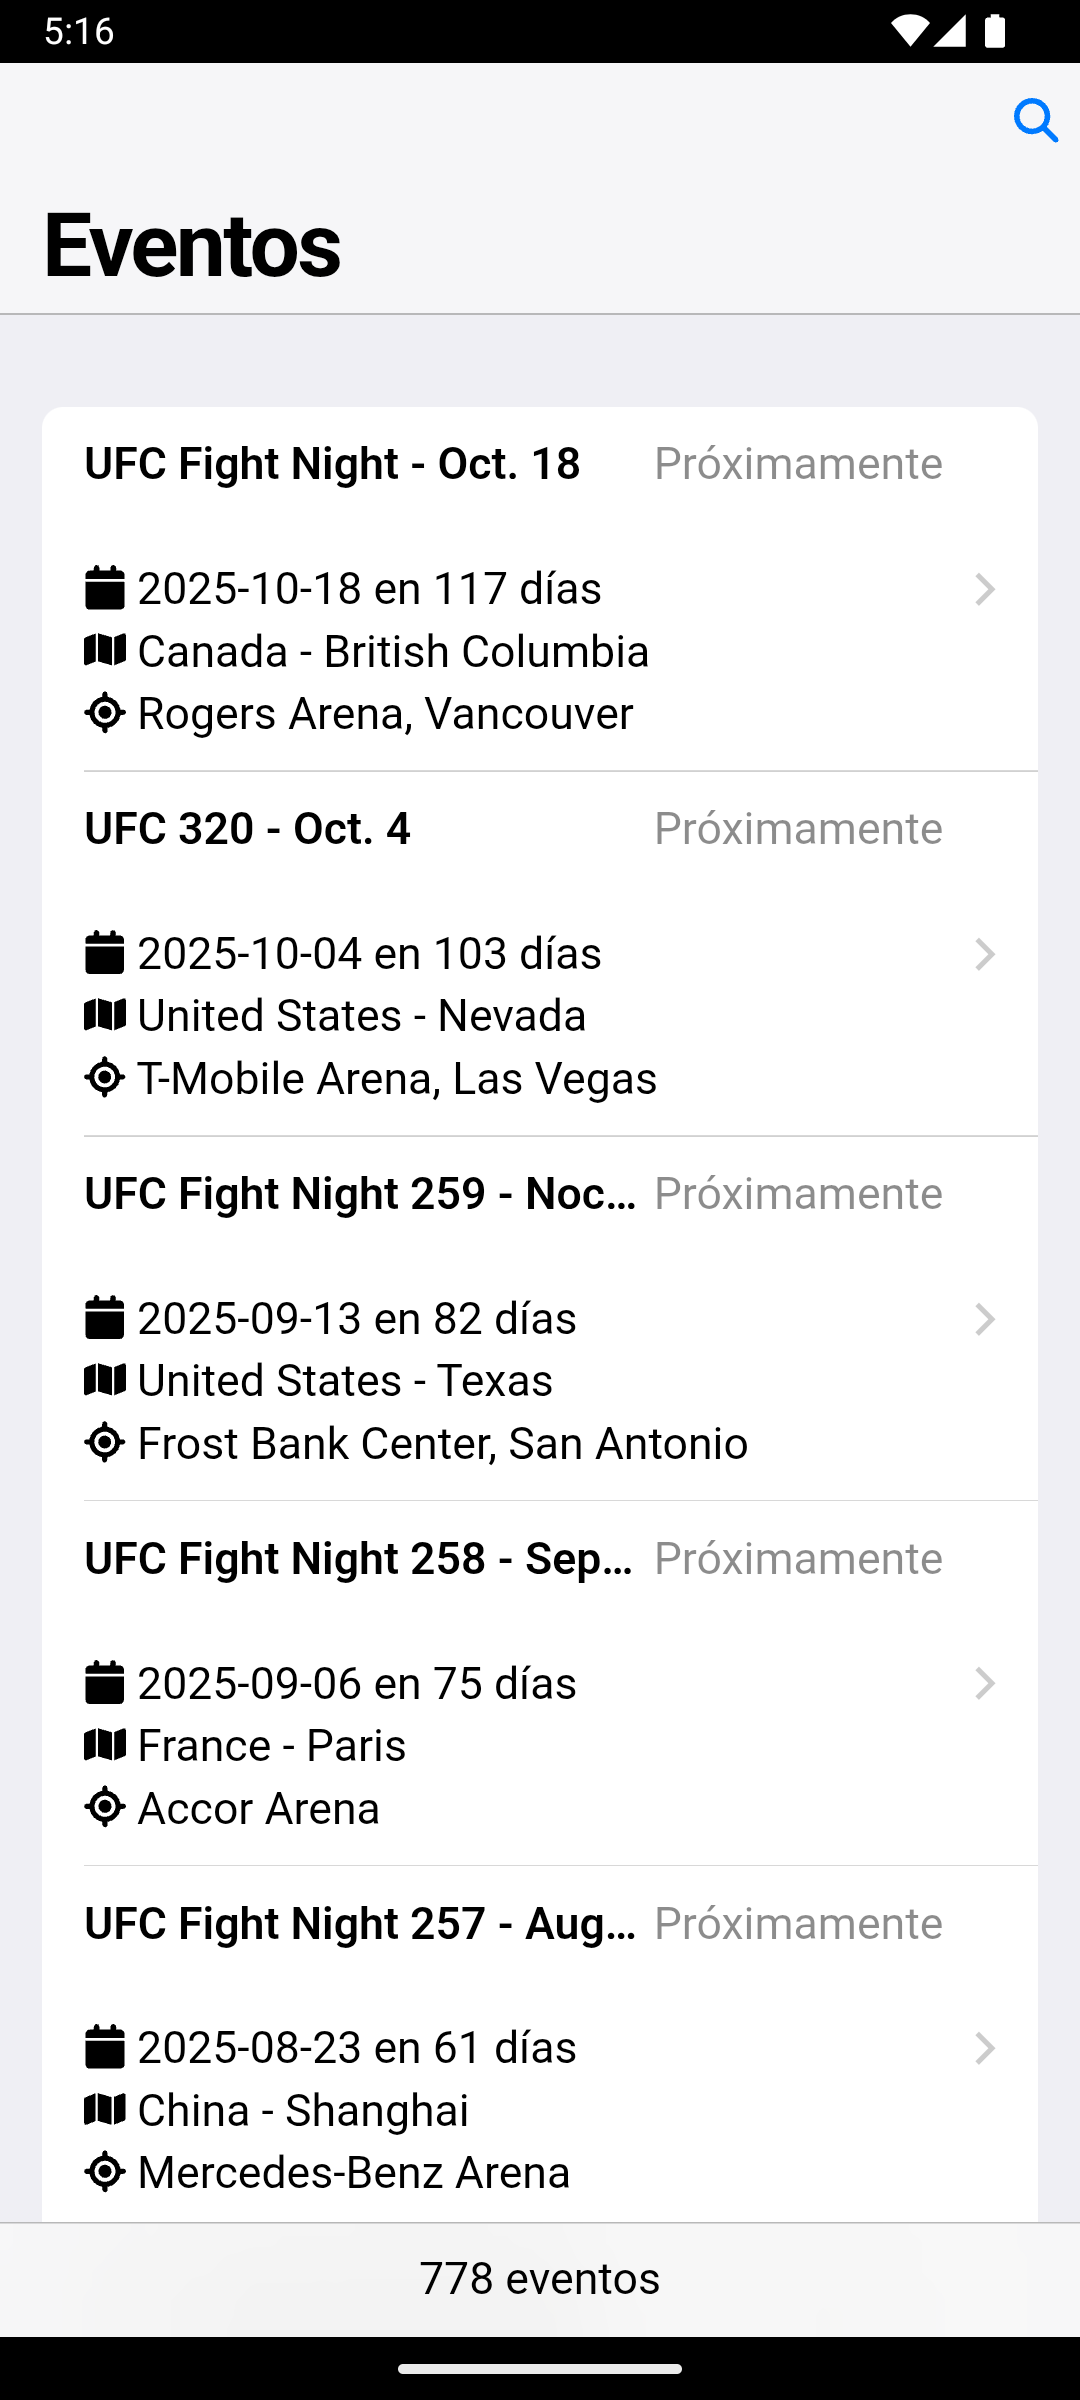 5:16
Eventos
UFC Fight Night - Oct. 18 Próximamente
2025-10-18 en 117 días
Canada - British Columbia
Rogers Arena, Vancouver
UFC 320 - Oct. 4 Próximamente
2025-10-04 en 103 días
United States - Nevada
T-Mobile Arena, Las Vegas
UFC Fight Night 259 - Noc... Próximamente
2025-09-13 en 82 días
United States - Texas
Frost Bank Center, San Antonio
UFC Fight Night 258 - Sep... Próximamente
2025-09-06 en 75 días
France - Paris
Accor Arena
UFC Fight Night 257 - Aug... Próximamente
2025-08-23 en 61 días
China - Shanghai
Mercedes-Benz Arena
778 eventos